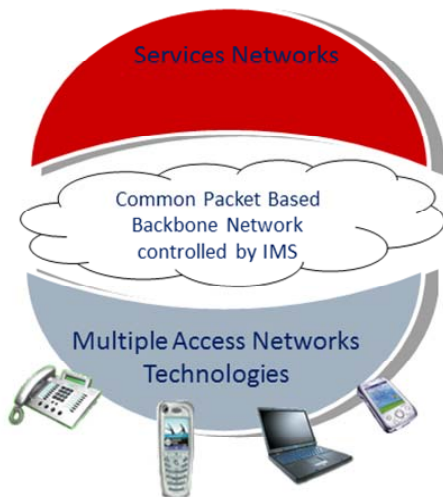 Services Networks
Common Packet Based
Backbone Network
controlled by IMS
Multiple Access Networks
Technologies